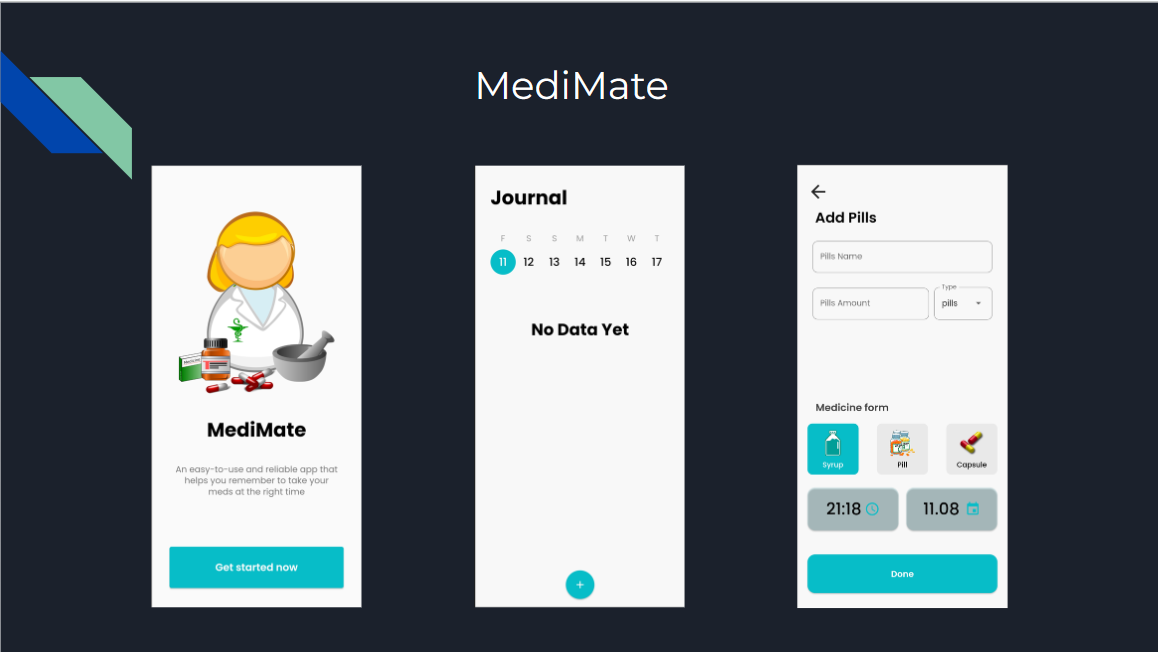 MediMate
MediMate
An easy-to-use and reliable app that
helps you remember to take your
meds at the right time
Get started now
Journal
F S S M T W T
11 12 13 14 15 16 17
No Data Yet
+
Add Pills
Pills Name
Pills Amount
Type
pills
Medicine form
Syrup Pill Capsule
21:18 11.08
Done